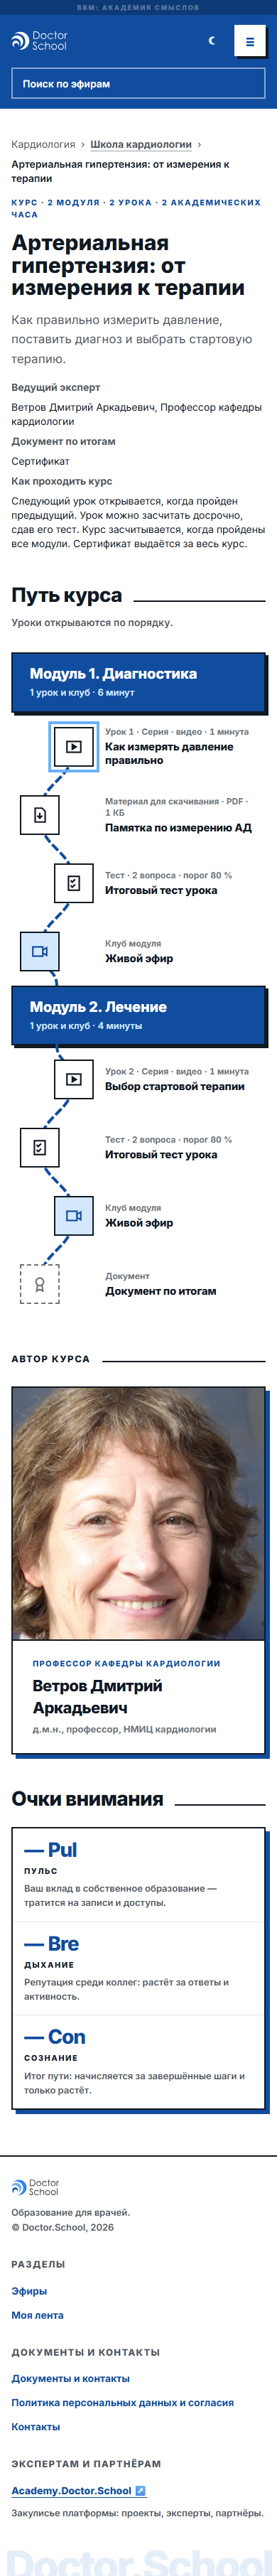 ВВМ: АКАДЕМИЯ СМЫСЛОВ
Doctor
School
Поиск по эфирам
Кардиология › Школа кардиологии ›
Артериальная гипертензия: от измерения к
терапии
КУРС · 2 МОДУЛЯ · 2 УРОКА · 2 АКАДЕМИЧЕСКИХ
ЧАСА
Артериальная
гипертензия: от
измерения к терапии
Как правильно измерить давление,
поставить диагноз и выбрать стартовую
терапию.
Ведущий эксперт
Ветров Дмитрий Аркадьевич, Профессор кафедры
кардиологии
Документ по итогам
Сертификат
Как проходить курс
Следующий урок открывается, когда пройден
предыдущий. Урок можно засчитать досрочно,
сдав его тест. Курс засчитывается, когда пройдены
все модули. Сертификат выдаётся за весь курс.
Путь курса
Уроки открываются по порядку.
Модуль 1. Диагностика
1 урок и клуб · 6 минут
Урок 1 · Серия · видео · 1 минута
Как измерять давление
правильно
Материал для скачивания · PDF ·
1 КБ
Памятка по измерению АД
Тест · 2 вопроса · порог 80 %
Итоговый тест урока
Клуб модуля
Живой эфир
Модуль 2. Лечение
1 урок и клуб · 4 минуты
Урок 2 · Серия · видео · 1 минута
Выбор стартовой терапии
Тест · 2 вопроса · порог 80 %
Итоговый тест урока
Клуб модуля
Живой эфир
Документ
Документ по итогам
АВТОР КУРСА
ПРОФЕССОР КАФЕДРЫ КАРДИОЛОГИИ
Ветров Дмитрий
Аркадьевич
д.м.н., профессор, НМИЦ кардиологии
Очки внимания
— Pul
ПУЛЬС
Ваш вклад в собственное образование —
тратится на записи и доступы.
— Bre
ДЫХАНИЕ
Репутация среди коллег: растёт за ответы и
активность.
— Con
СОЗНАНИЕ
Итог пути: начисляется за завершённые шаги и
только растёт.
Doctor
School
Образование для врачей.
© Doctor.School, 2026
РАЗДЕЛЫ
Эфиры
Моя лента
ДОКУМЕНТЫ И КОНТАКТЫ
Документы и контакты
Политика персональных данных и согласия
Контакты
ЭКСПЕРТАМ И ПАРТНЁРАМ
Academy.Doctor.School ↗
Закулисье платформы: проекты, эксперты, партнёры.
Doctor.School